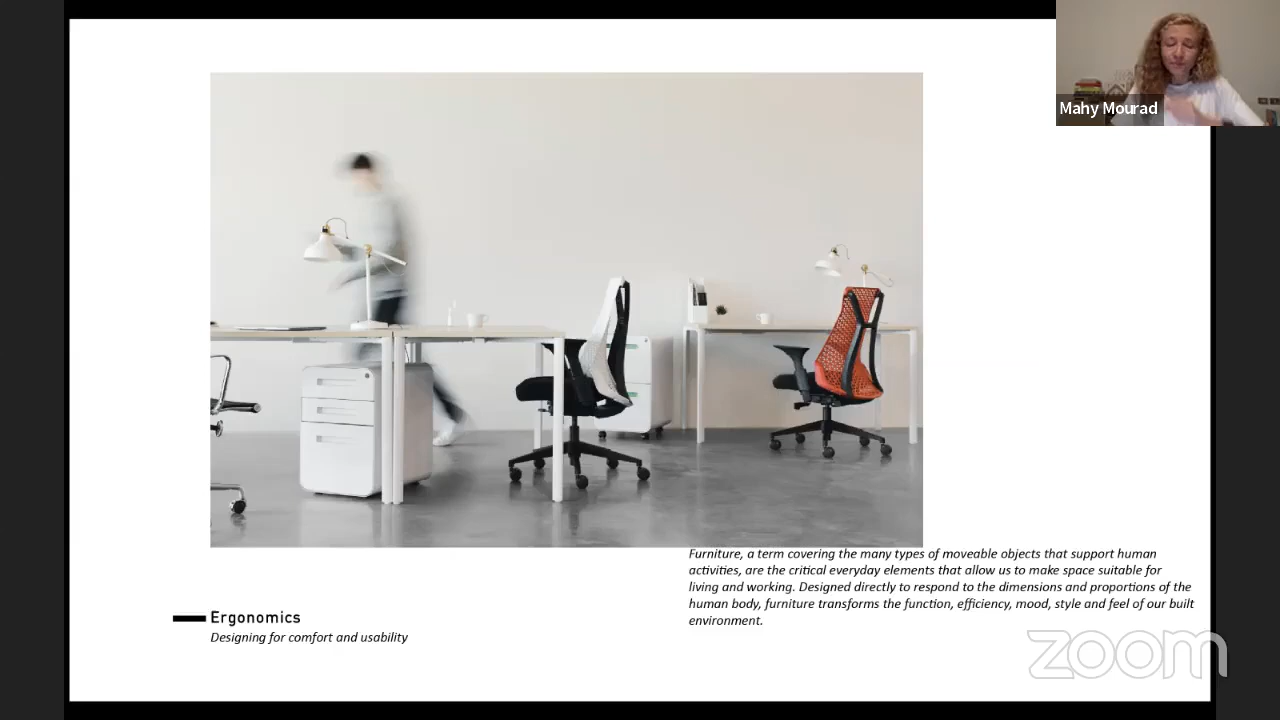 Mahy Mourad
Furniture, a term covering the many types of moveable objects that support human
activities, are the critical everyday elements that allow us to make space suitable for
living and working. Designed directly to respond to the dimensions and proportions of the
human body, furniture transforms the function, efficiency, mood, style and feel of our built
environment.
Ergonomics
Designing for comfort and usability
zoom